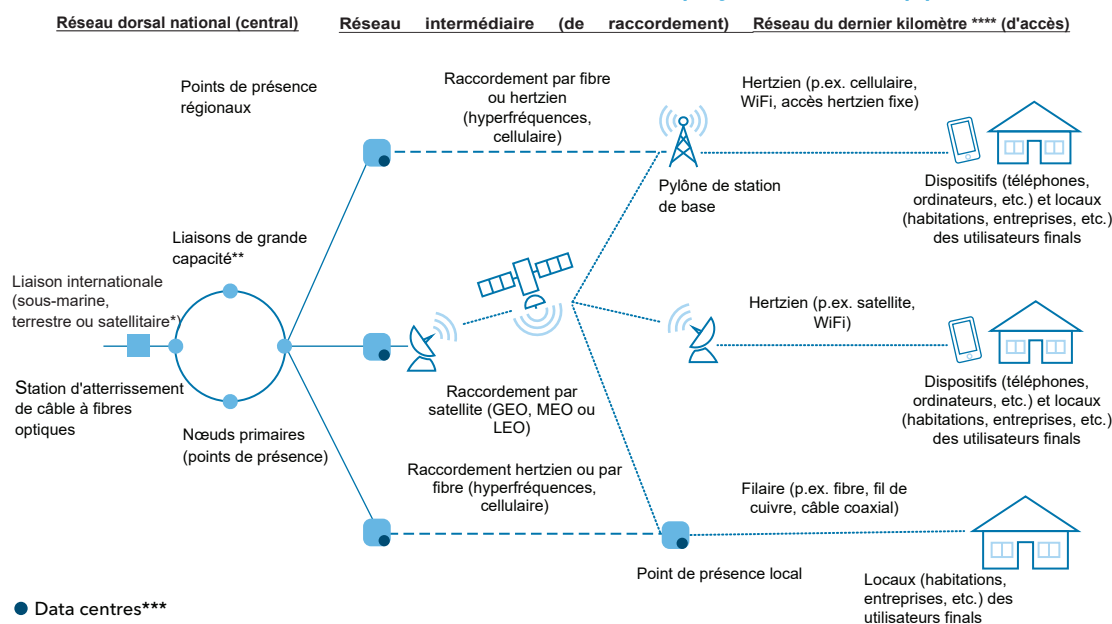 Réseau dorsal national (central)
Réseau intermédiaire (de raccordement)
Réseau du dernier kilomètre **** (d'accès)
Points de présence
régionaux
Raccordement par fibre
ou hertzien
(hyperfréquences,
cellulaire)
Hertzien (p.ex. cellulaire,
WiFi, accès hertzien fixe)
Pylône de station
de base
Dispositifs (téléphones,
ordinateurs, etc.) et locaux
(habitations, entreprises, etc.)
des utilisateurs finals
Liaisons de grande
capacité**
Liaison internationale
(sous-marine,
terrestre ou satellitaire*)
Hertzien (p.ex. satellite,
WiFi)
Station d'atterrissement
de câble à fibres
optiques
Raccordement par
satellite (GEO, MEO ou
LEO)
Dispositifs (téléphones,
ordinateurs, etc.) et locaux
(habitations, entreprises, etc.)
des utilisateurs finals
Nœuds primaires
(points de présence)
Raccordement hertzien ou par
fibre (hyperfréquences,
cellulaire)
Filaire (p.ex. fibre, fil de
cuivre, câble coaxial)
Point de présence local
Locaux (habitations,
entreprises, etc.) des
utilisateurs finals
Data centres***